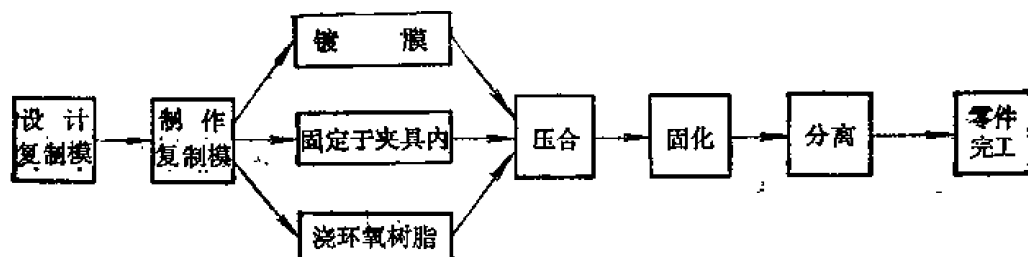 设计
复制模
制作
复制模
镀膜
固定于夹具内
浇环氧树脂
压合
固化
分离
零件
完工